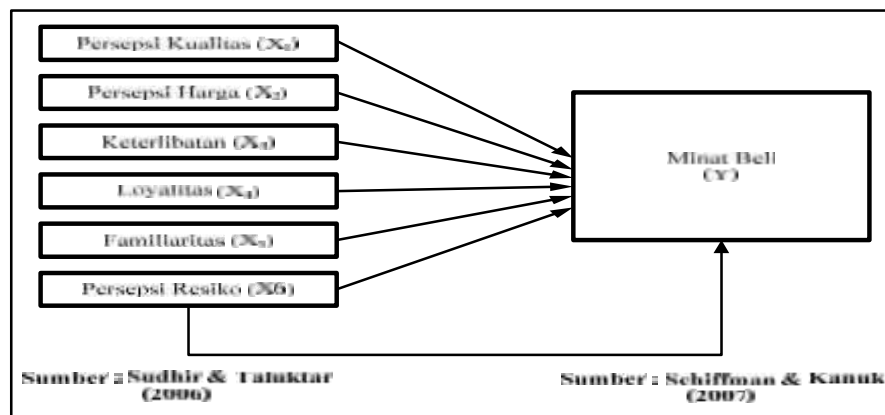 Persepsi Kualitas (X₁)
Persepsi Harga (X₂)
Keterlibatan (X₃)
Loyalitas (X₄)
Familiaritas (X₅)
Persepsi Resiko (X6)
Minat Beli
(Y)
Sumber : Sudhir & Taluktar
(2006)
Sumber : Schiffman & Kanuk
(2007)